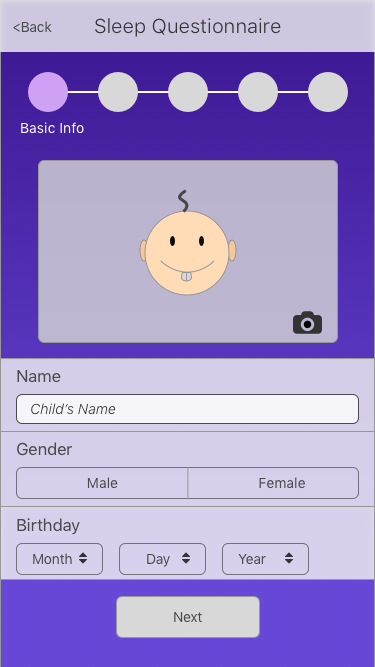 <Back Sleep Questionnaire
Basic Info
Name
Child's Name
Gender
Male Female
Birthday
Month Day Year
Next